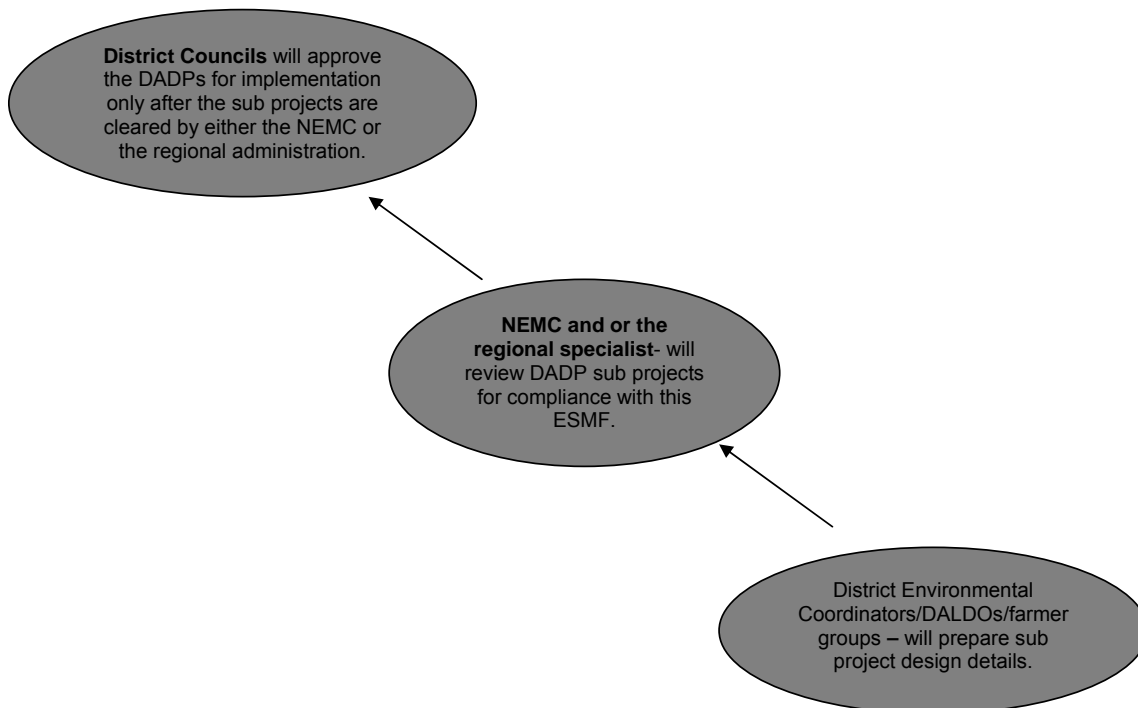 District Councils will approve
the DADPs for implementation
only after the sub projects are
cleared by either the NEMC or
the regional administration.
NEMC and or the
regional specialist- will
review DADP sub projects
for compliance with this
ESMF.
District Environmental
Coordinators/DALDOs/farmer
groups – will prepare sub
project design details.